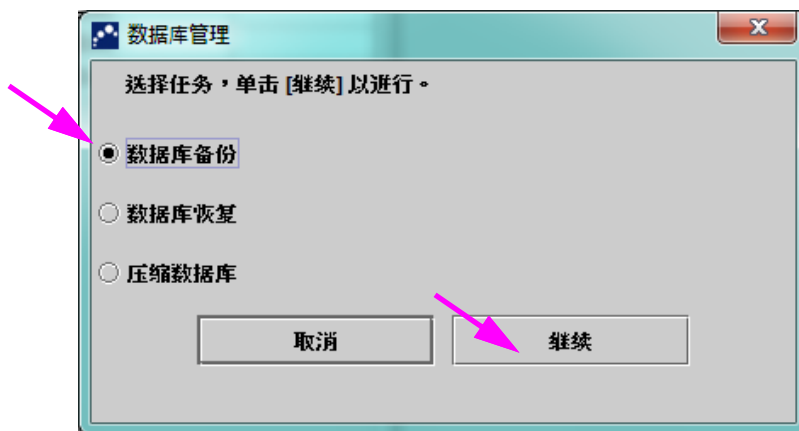 数据库管理
选择任务，单击 [继续] 以进行。
数据库备份
数据库恢复
压缩数据库
取消 继续